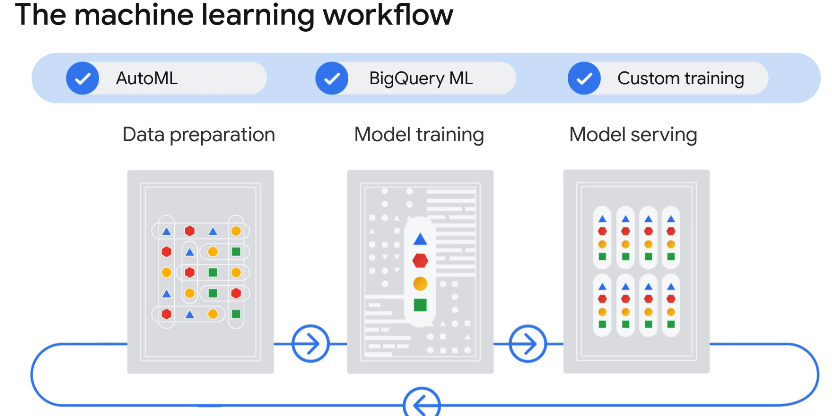 The machine learning workflow
AutoML
BigQuery ML
Custom training
Data preparation
Model training
Model serving